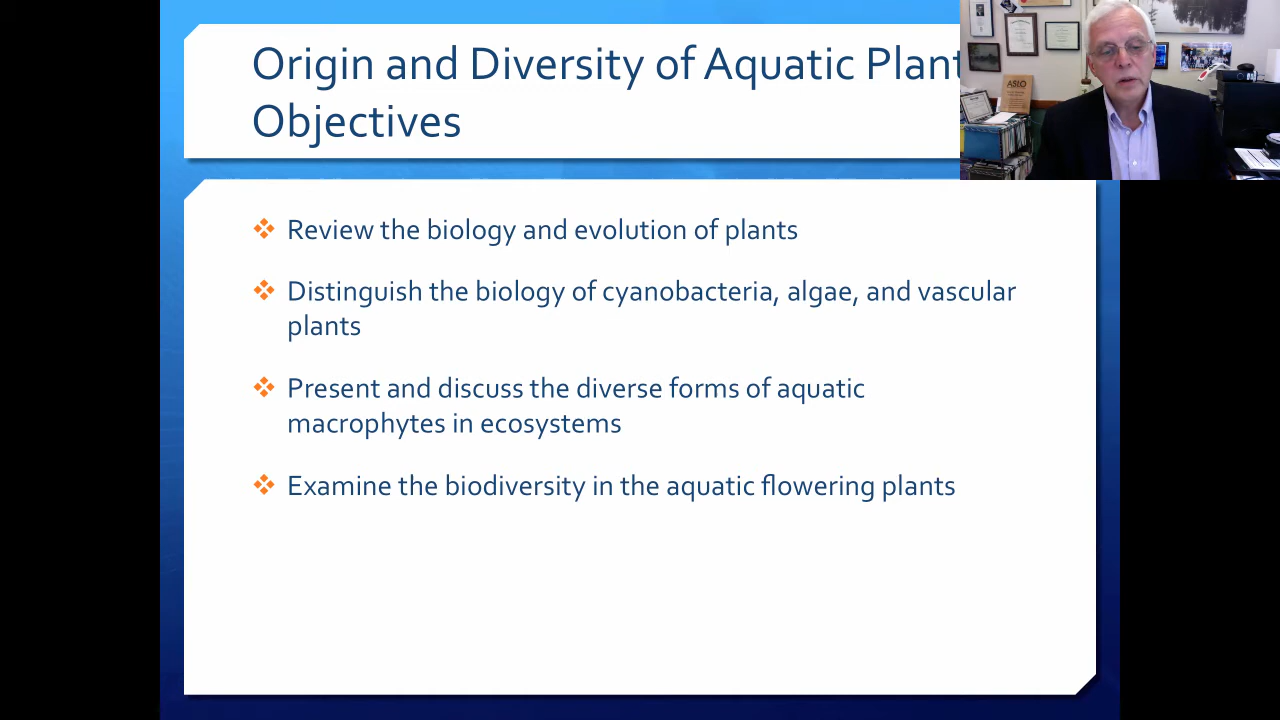 Origin and Diversity of Aquatic Plant
Objectives
Review the biology and evolution of plants
Distinguish the biology of cyanobacteria, algae, and vascular
plants
Present and discuss the diverse forms of aquatic
macrophytes in ecosystems
Examine the biodiversity in the aquatic flowering plants
ASLO